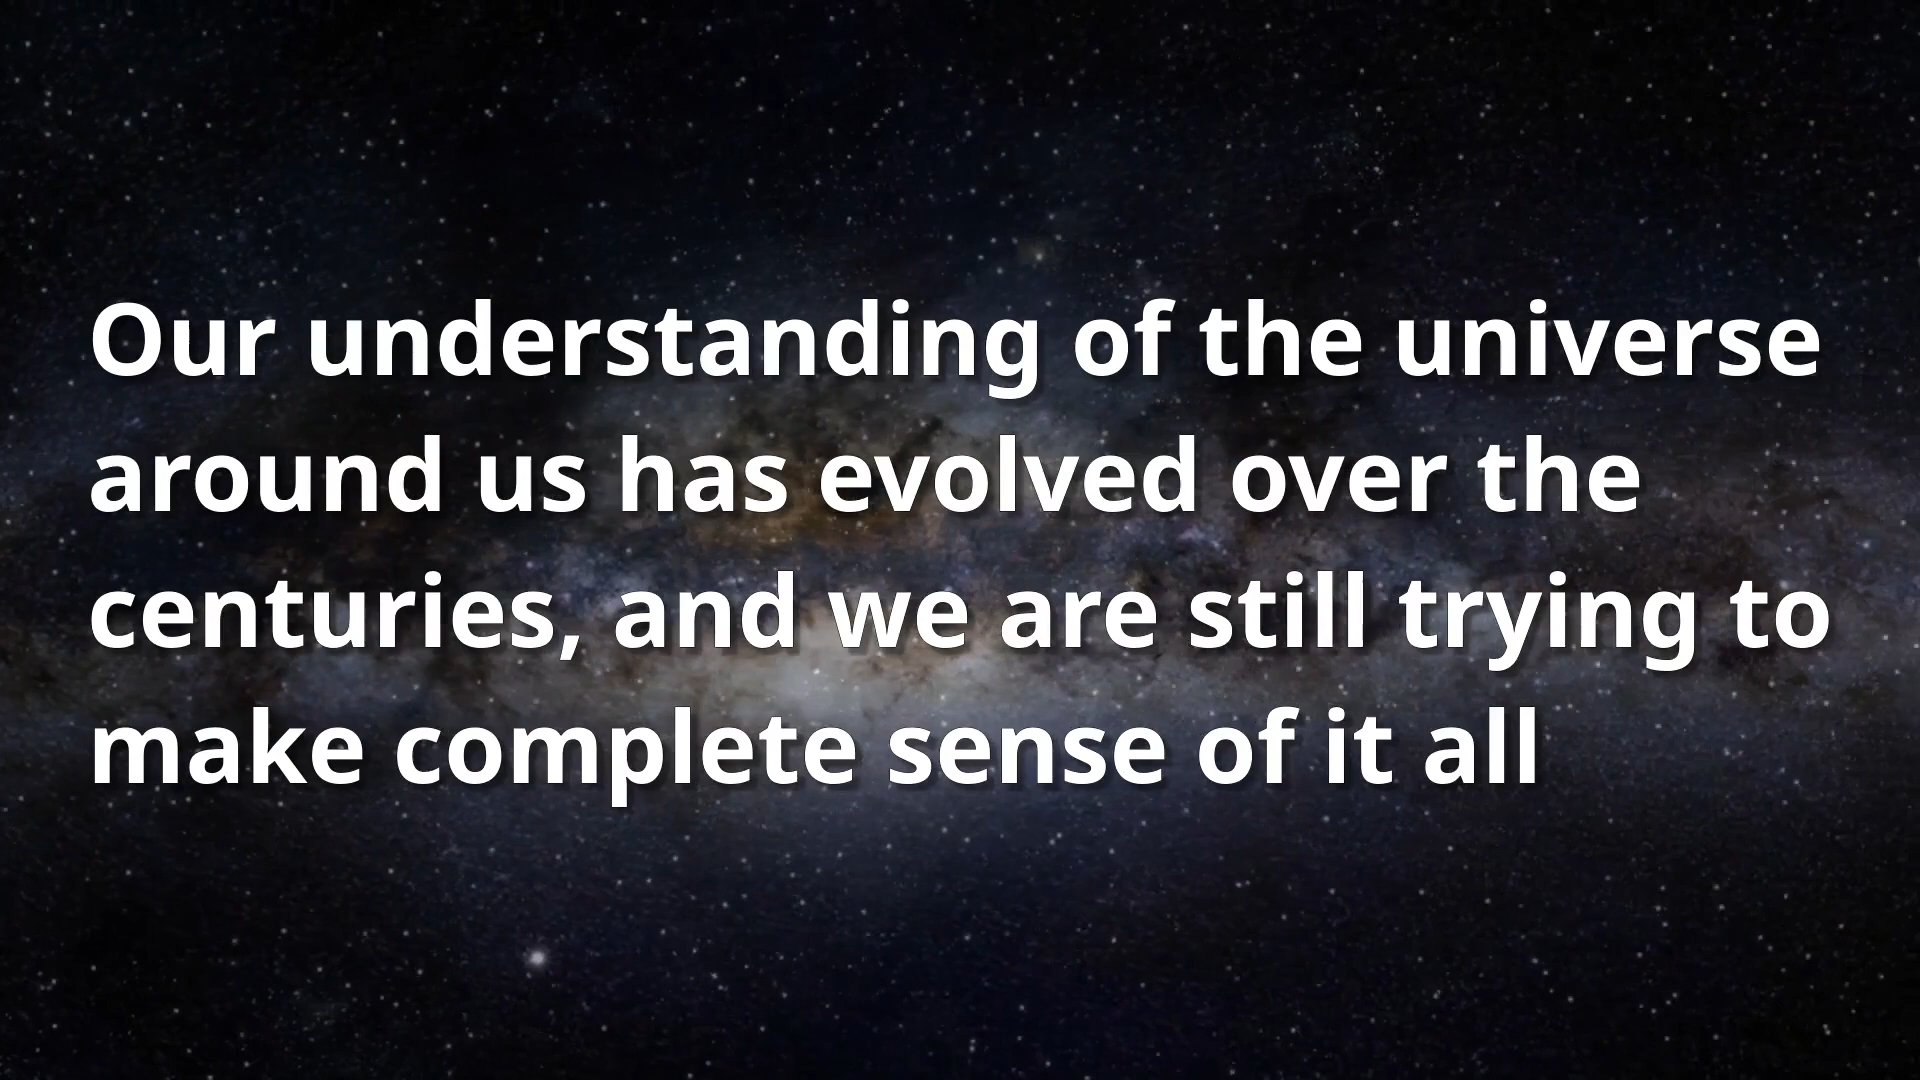 Our understanding of the universe
around us has evolved over the
centuries, and we are still trying to
make complete sense of it all